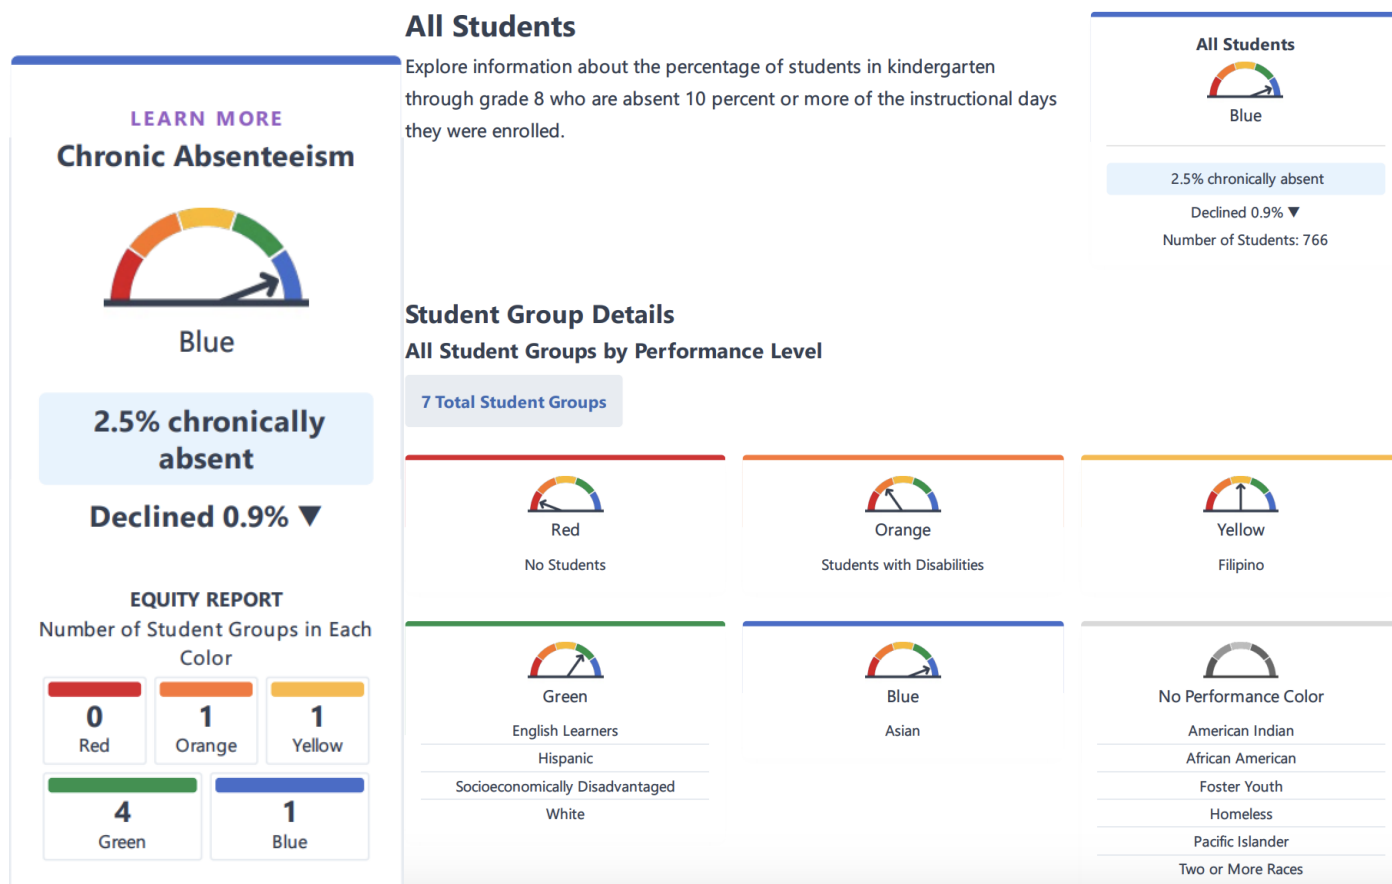 LEARN MORE
Chronic Absenteeism
Blue
2.5% chronically
absent
Declined 0.9% ▼
EQUITY REPORT
Number of Student Groups in Each
Color
0
Red
1
Orange
1
Yellow
4
Green
1
Blue
All Students
Explore information about the percentage of students in kindergarten
through grade 8 who are absent 10 percent or more of the instructional days
they were enrolled.
All Students
Blue
2.5% chronically absent
Declined 0.9% ▼
Number of Students: 766
Student Group Details
All Student Groups by Performance Level
7 Total Student Groups
Red
No Students
Orange
Students with Disabilities
Yellow
Filipino
Green
English Learners
Hispanic
Socioeconomically Disadvantaged
White
Blue
Asian
No Performance Color
American Indian
African American
Foster Youth
Homeless
Pacific Islander
Two or More Races